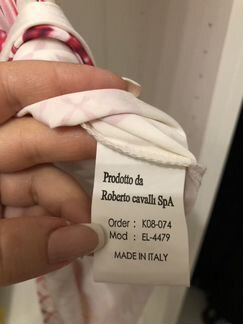 Prodotto da
Roberto cavalli SpA
Order : K08-074
Mod : EL-4479
MADE IN ITALY